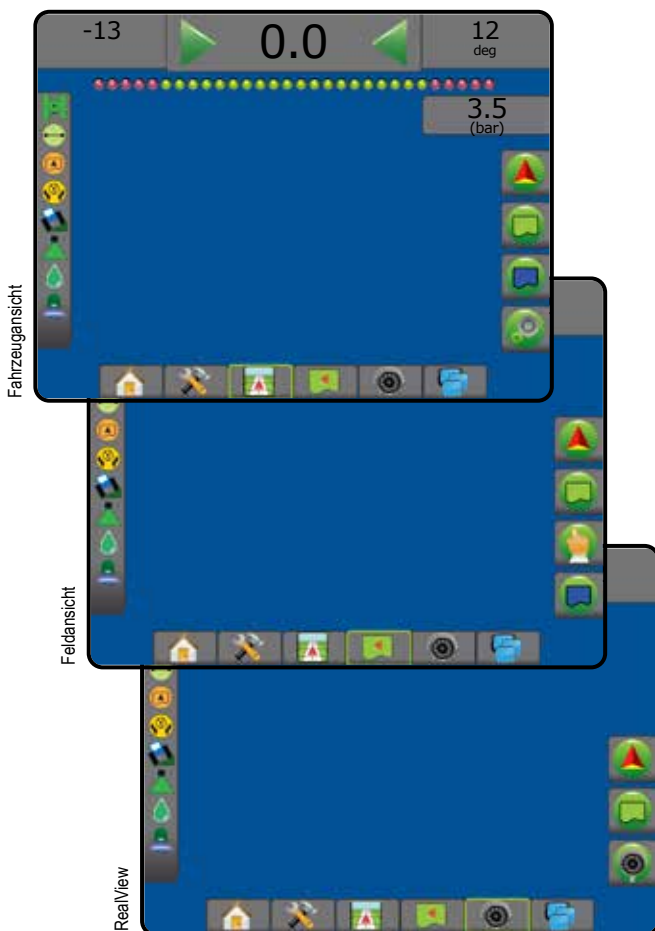 -13
0.0
12
deg
3.5
(bar)
Fahrzeugansicht
Feldansicht
RealView